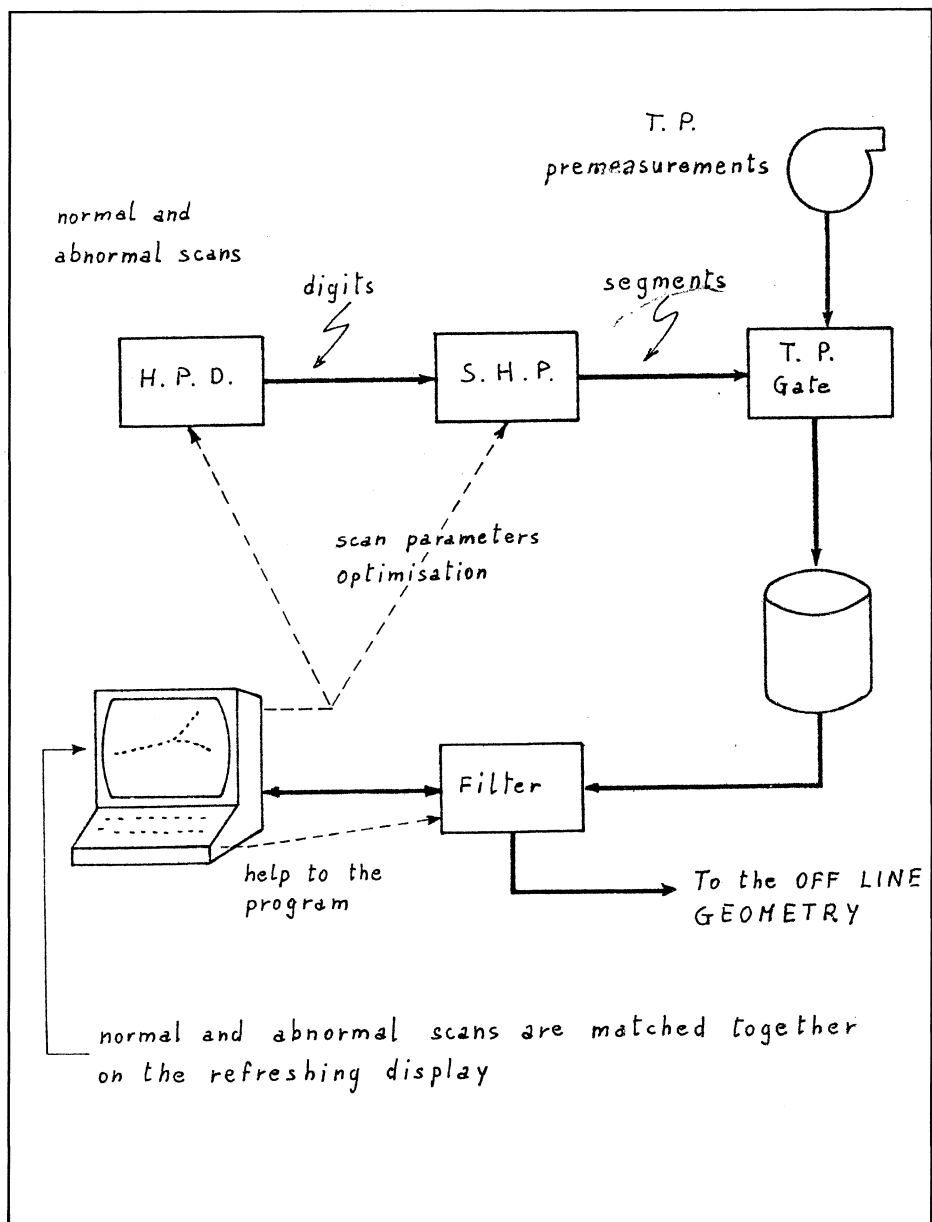 T. P.
premeasurements
normal and
abnormal scans
digits
segments
H. P. D.
S. H. P.
T. P.
Gate
scan parameters
optimisation
Filter
help to the
program
To the OFF LINE
GEOMETRY
normal and abnormal scans are matched together
on the refreshing display